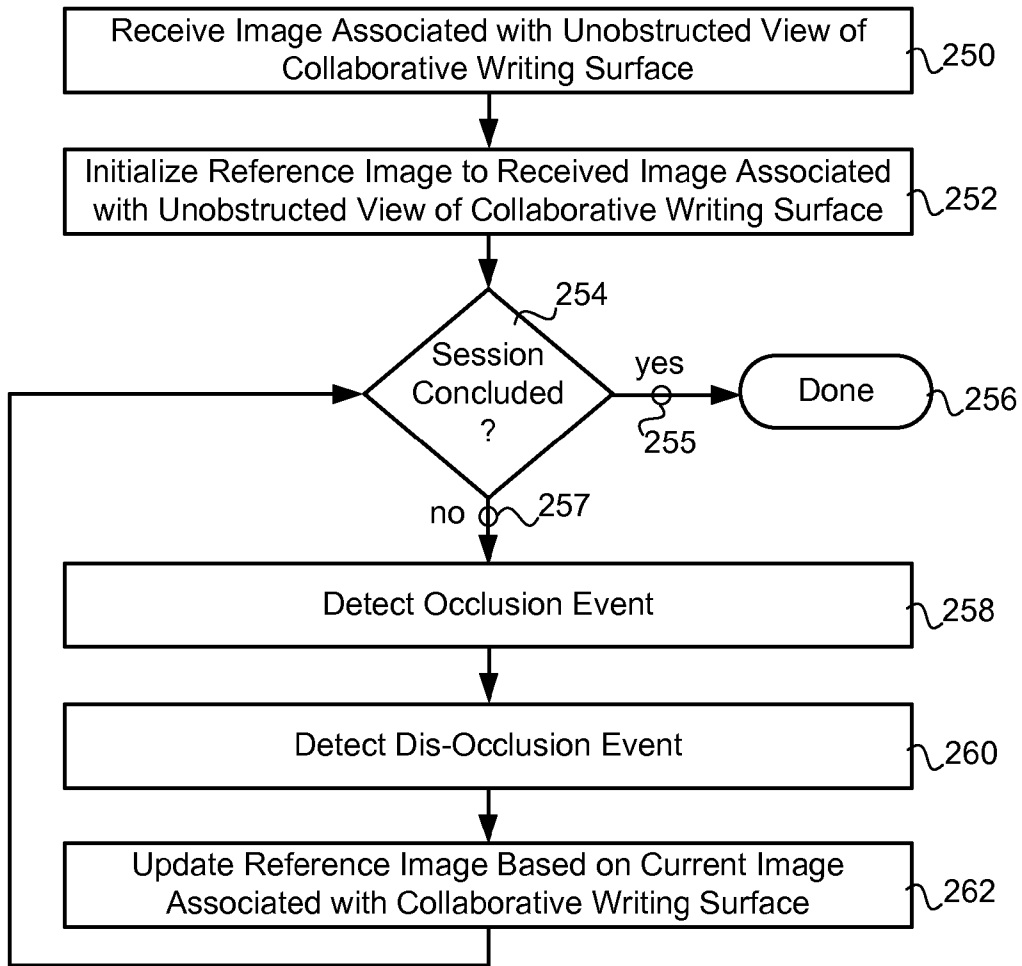 Receive Image Associated with Unobstructed View of
Collaborative Writing Surface
250
Initialize Reference Image to Received Image Associated
with Unobstructed View of Collaborative Writing Surface
252
254
Session
Concluded
?
yes
255
Done
256
no
257
Detect Occlusion Event
258
Detect Dis-Occlusion Event
260
Update Reference Image Based on Current Image
Associated with Collaborative Writing Surface
262